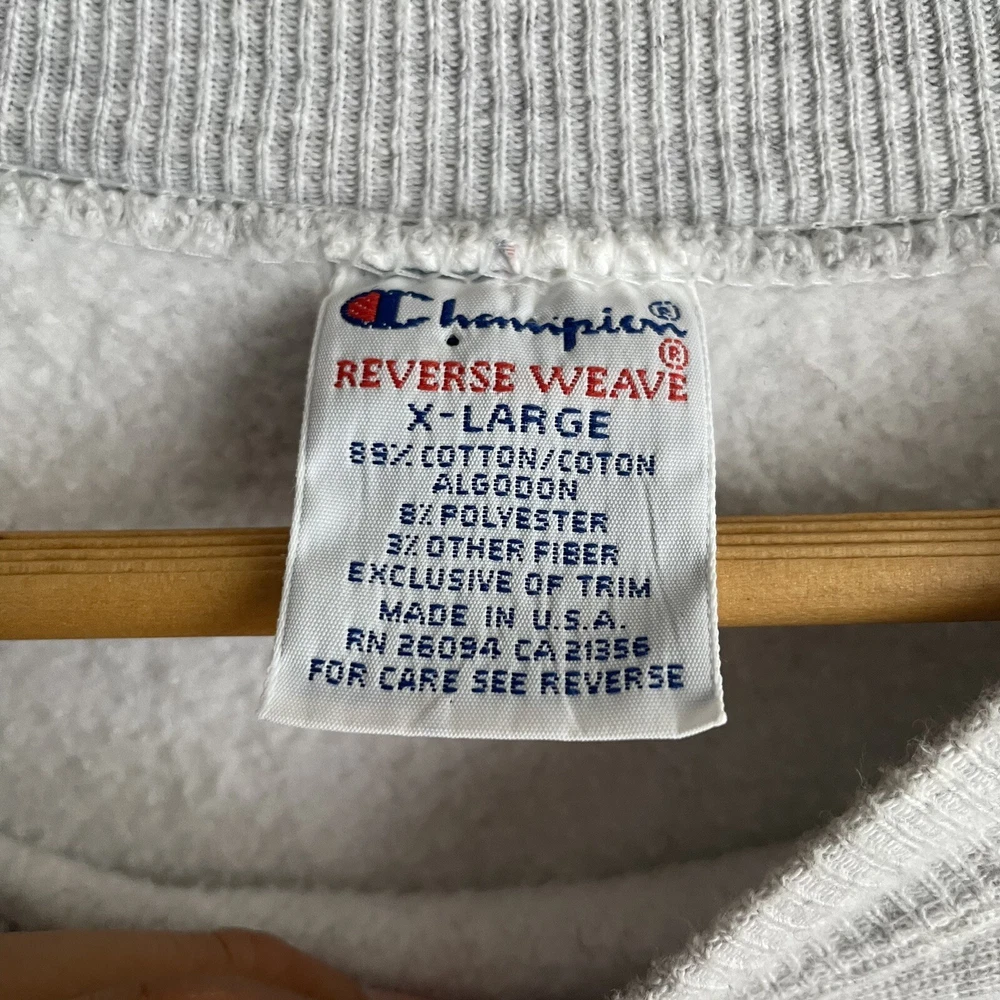 Champion®
REVERSE WEAVE®
X-LARGE
89% COTTON/COTON
ALGODON
8% POLYESTER
3% OTHER FIBER
EXCLUSIVE OF TRIM
MADE IN U.S.A.
RN 26094 CA 21356
FOR CARE SEE REVERSE